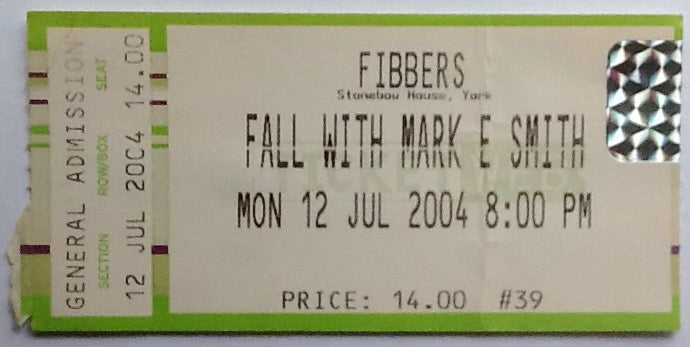 GENERAL ADMISSION
SECTION ROW/BOX SEAT
12 JUL 2004 14.00
FIBBERS
Stonebow House, York
FALL WITH MARK E SMITH
MON 12 JUL 2004 8:00 PM
PRICE: 14.00 #39